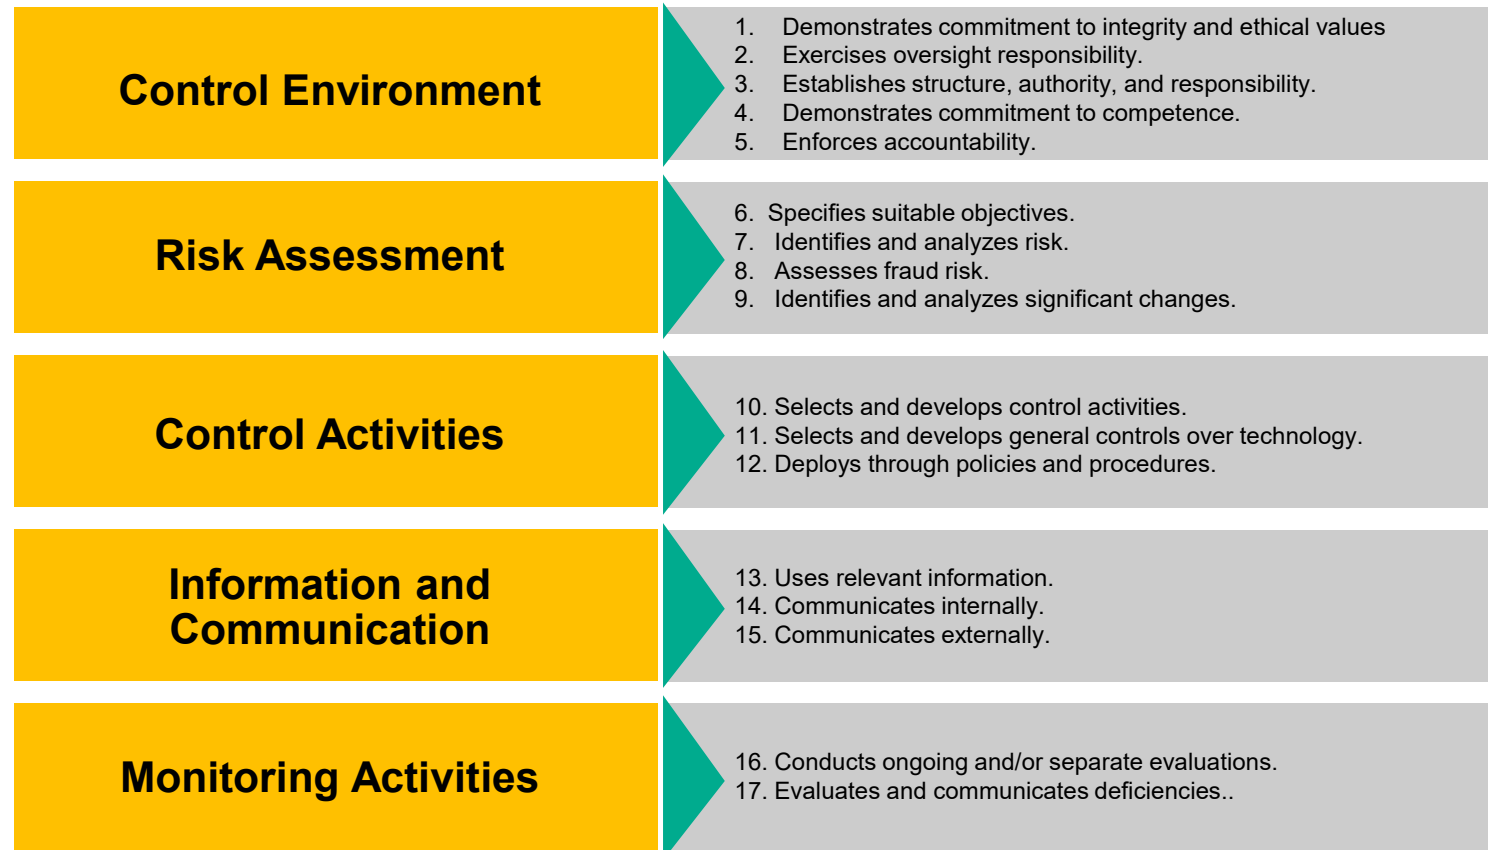 Control Environment
1. Demonstrates commitment to integrity and ethical values
2. Exercises oversight responsibility.
3. Establishes structure, authority, and responsibility.
4. Demonstrates commitment to competence.
5. Enforces accountability.
Risk Assessment
6. Specifies suitable objectives.
7. Identifies and analyzes risk.
8. Assesses fraud risk.
9. Identifies and analyzes significant changes.
Control Activities
10. Selects and develops control activities.
11. Selects and develops general controls over technology.
12. Deploys through policies and procedures.
Information and
Communication
13. Uses relevant information.
14. Communicates internally.
15. Communicates externally.
Monitoring Activities
16. Conducts ongoing and/or separate evaluations.
17. Evaluates and communicates deficiencies..